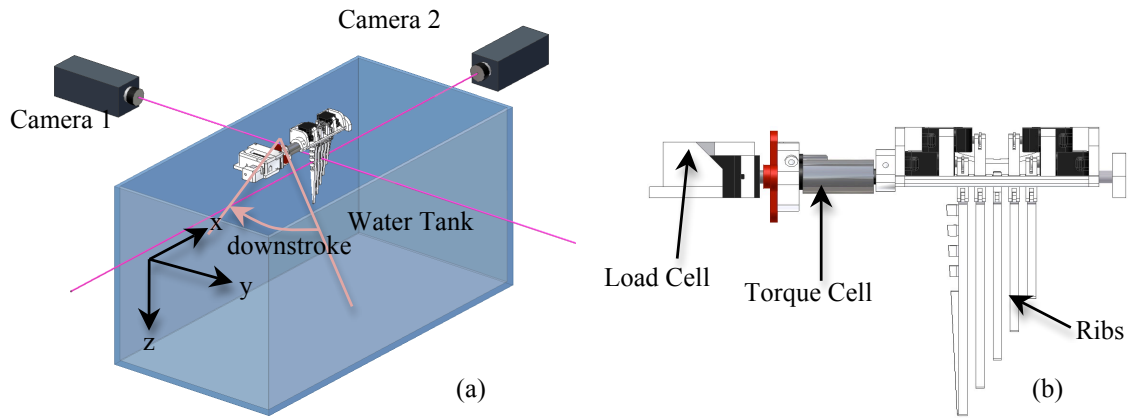 Camera 2
Camera 1
Water Tank
x
downstroke
y
z
(a)
Load Cell
Torque Cell
Ribs
(b)